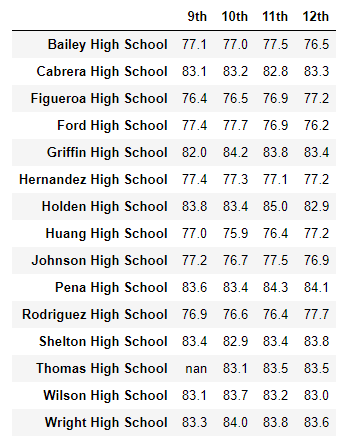 9th 10th 11th 12th
Bailey High School 77.1 77.0 77.5 76.5
Cabrera High School 83.1 83.2 82.8 83.3
Figueroa High School 76.4 76.5 76.9 77.2
Ford High School 77.4 77.7 76.9 76.2
Griffin High School 82.0 84.2 83.8 83.4
Hernandez High School 77.4 77.3 77.1 77.2
Holden High School 83.8 83.4 85.0 82.9
Huang High School 77.0 75.9 76.4 77.2
Johnson High School 77.2 76.7 77.5 76.9
Pena High School 83.6 83.4 84.3 84.1
Rodriguez High School 76.9 76.6 76.4 77.7
Shelton High School 83.4 82.9 83.4 83.8
Thomas High School nan 83.1 83.5 83.5
Wilson High School 83.1 83.7 83.2 83.0
Wright High School 83.3 84.0 83.8 83.6